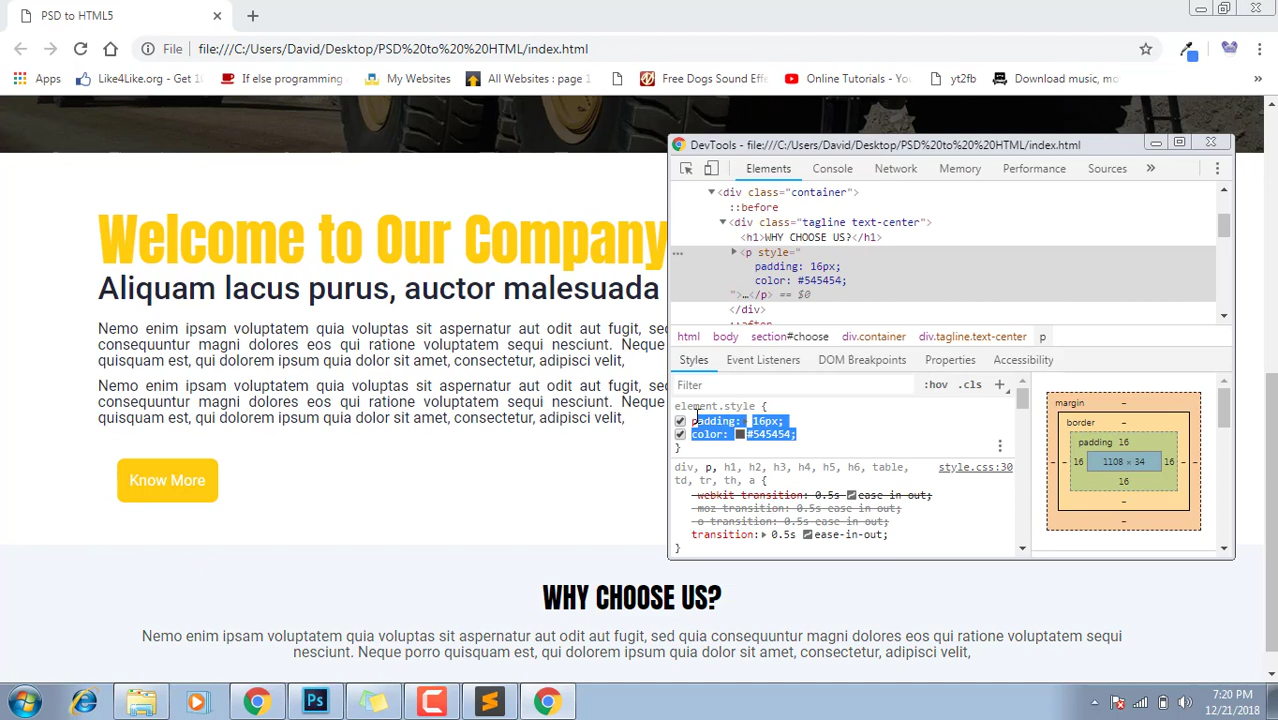 PSD to HTML5
File
file:///C:/Users/David/Desktop/PSD%20to%20%20HTML/index.html
Apps
Like4Like.org - Get 10
If else programming
My Websites
All Websites : page 1
Free Dogs Sound Effe
Online Tutorials - You
yt2fb
Download music, mo
»
Welcome to Our Company
Aliquam lacus purus, auctor malesuada
Nemo enim ipsam voluptatem quia voluptas sit aspernatur aut odit aut fugit, sed
consequuntur magni dolores eos qui ratione voluptatem sequi nesciunt. Neque
quisquam est, qui dolorem ipsum quia dolor sit amet, consectetur, adipisci velit,
Nemo enim ipsam voluptatem quia voluptas sit aspernatur aut odit aut fugit, sed
consequuntur magni dolores eos qui ratione voluptatem sequi nesciunt. Neque
quisquam est, qui dolorem ipsum quia dolor sit amet, consectetur, adipisci velit,
Know More
DevTools - file:///C:/Users/David/Desktop/PSD%20to%20%20HTML/index.html
Elements Console Network Memory Performance Sources »
<div class="container">
::before
<div class="tagline text-center">
<h1>WHY CHOOSE US?</h1>
<p style="
padding: 16px;
color: #545454;
">…</p> == $0
</div>
::after
html body section#choose div.container div.tagline.text-center p
Styles Event Listeners DOM Breakpoints Properties Accessibility
Filter :hov .cls +
element.style {
padding: 16px;
color: #545454;
}
div, p, h1, h2, h3, h4, h5, h6, table, style.css:30
td, tr, th, a {
-webkit-transition: 0.5s ease-in-out;
-moz-transition: 0.5s ease-in-out;
-o-transition: 0.5s ease-in-out;
transition: 0.5s ease-in-out;
}
margin –
border –
padding 16
– – 16 1108 × 34 16 – –
16
–
–
WHY CHOOSE US?
Nemo enim ipsam voluptatem quia voluptas sit aspernatur aut odit aut fugit, sed quia consequuntur magni dolores eos qui ratione voluptatem sequi
nesciunt. Neque porro quisquam est, qui dolorem ipsum quia dolor sit amet, consectetur, adipisci velit,
Ps
7:20 PM
12/21/2018